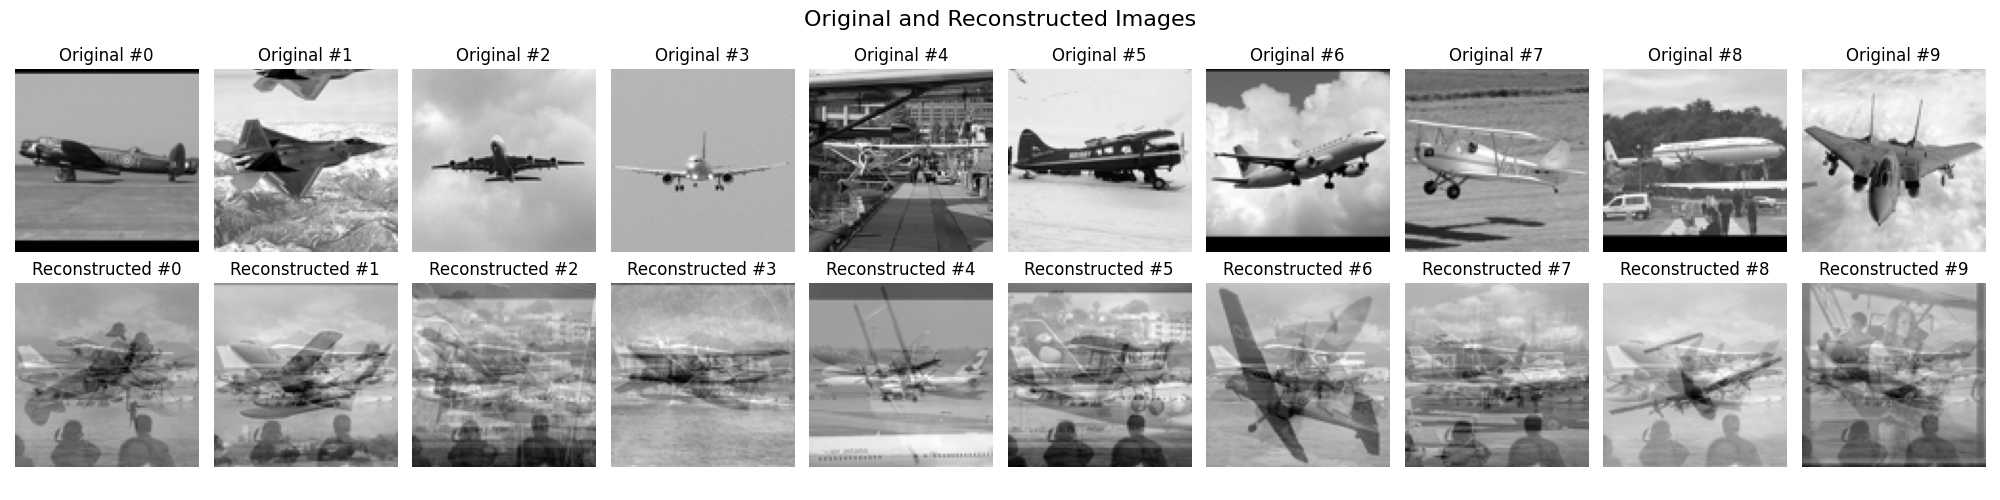 Original and Reconstructed Images
Original #0 Original #1 Original #2 Original #3 Original #4 Original #5 Original #6 Original #7 Original #8 Original #9
Reconstructed #0 Reconstructed #1 Reconstructed #2 Reconstructed #3 Reconstructed #4 Reconstructed #5 Reconstructed #6 Reconstructed #7 Reconstructed #8 Reconstructed #9